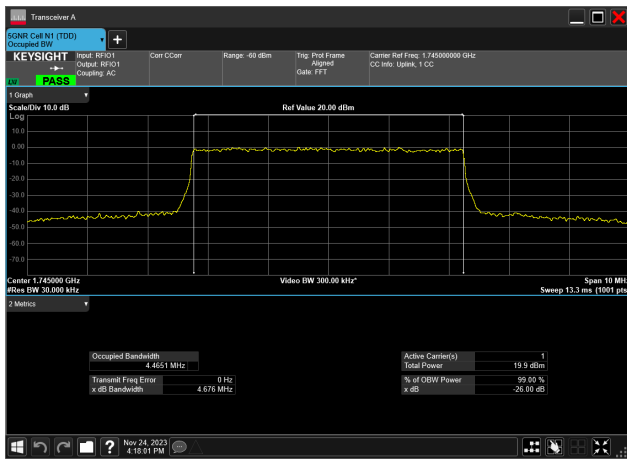 Transceiver A
5GNR Cell N1 (TDD)
Occupied BW
KEYSIGHT
Input: RFIO1
Output: RFIO1
Coupling: AC
Corr CCorr
Range: -60 dBm
Trig: Prot Frame
Aligned
Gate: FFT
Carrier Ref Freq: 1.745000000 GHz
CC Info: Uplink, 1 CC
PASS
1 Graph
Scale/Div 10.0 dB
Ref Value 20.00 dBm
Log
10.0
0.00
-10.0
-20.0
-30.0
-40.0
-50.0
-60.0
-70.0
Center 1.745000 GHz
Video BW 300.00 kHz*
Span 10 MHz
#Res BW 30.000 kHz
Sweep 13.3 ms (1001 pts
2 Metrics
Occupied Bandwidth
4.4651 MHz
Transmit Freq Error 0 Hz
x dB Bandwidth 4.676 MHz
Active Carrier(s) 1
Total Power 19.9 dBm
% of OBW Power 99.00 %
x dB -26.00 dB
Nov 24, 2023
4:18:01 PM